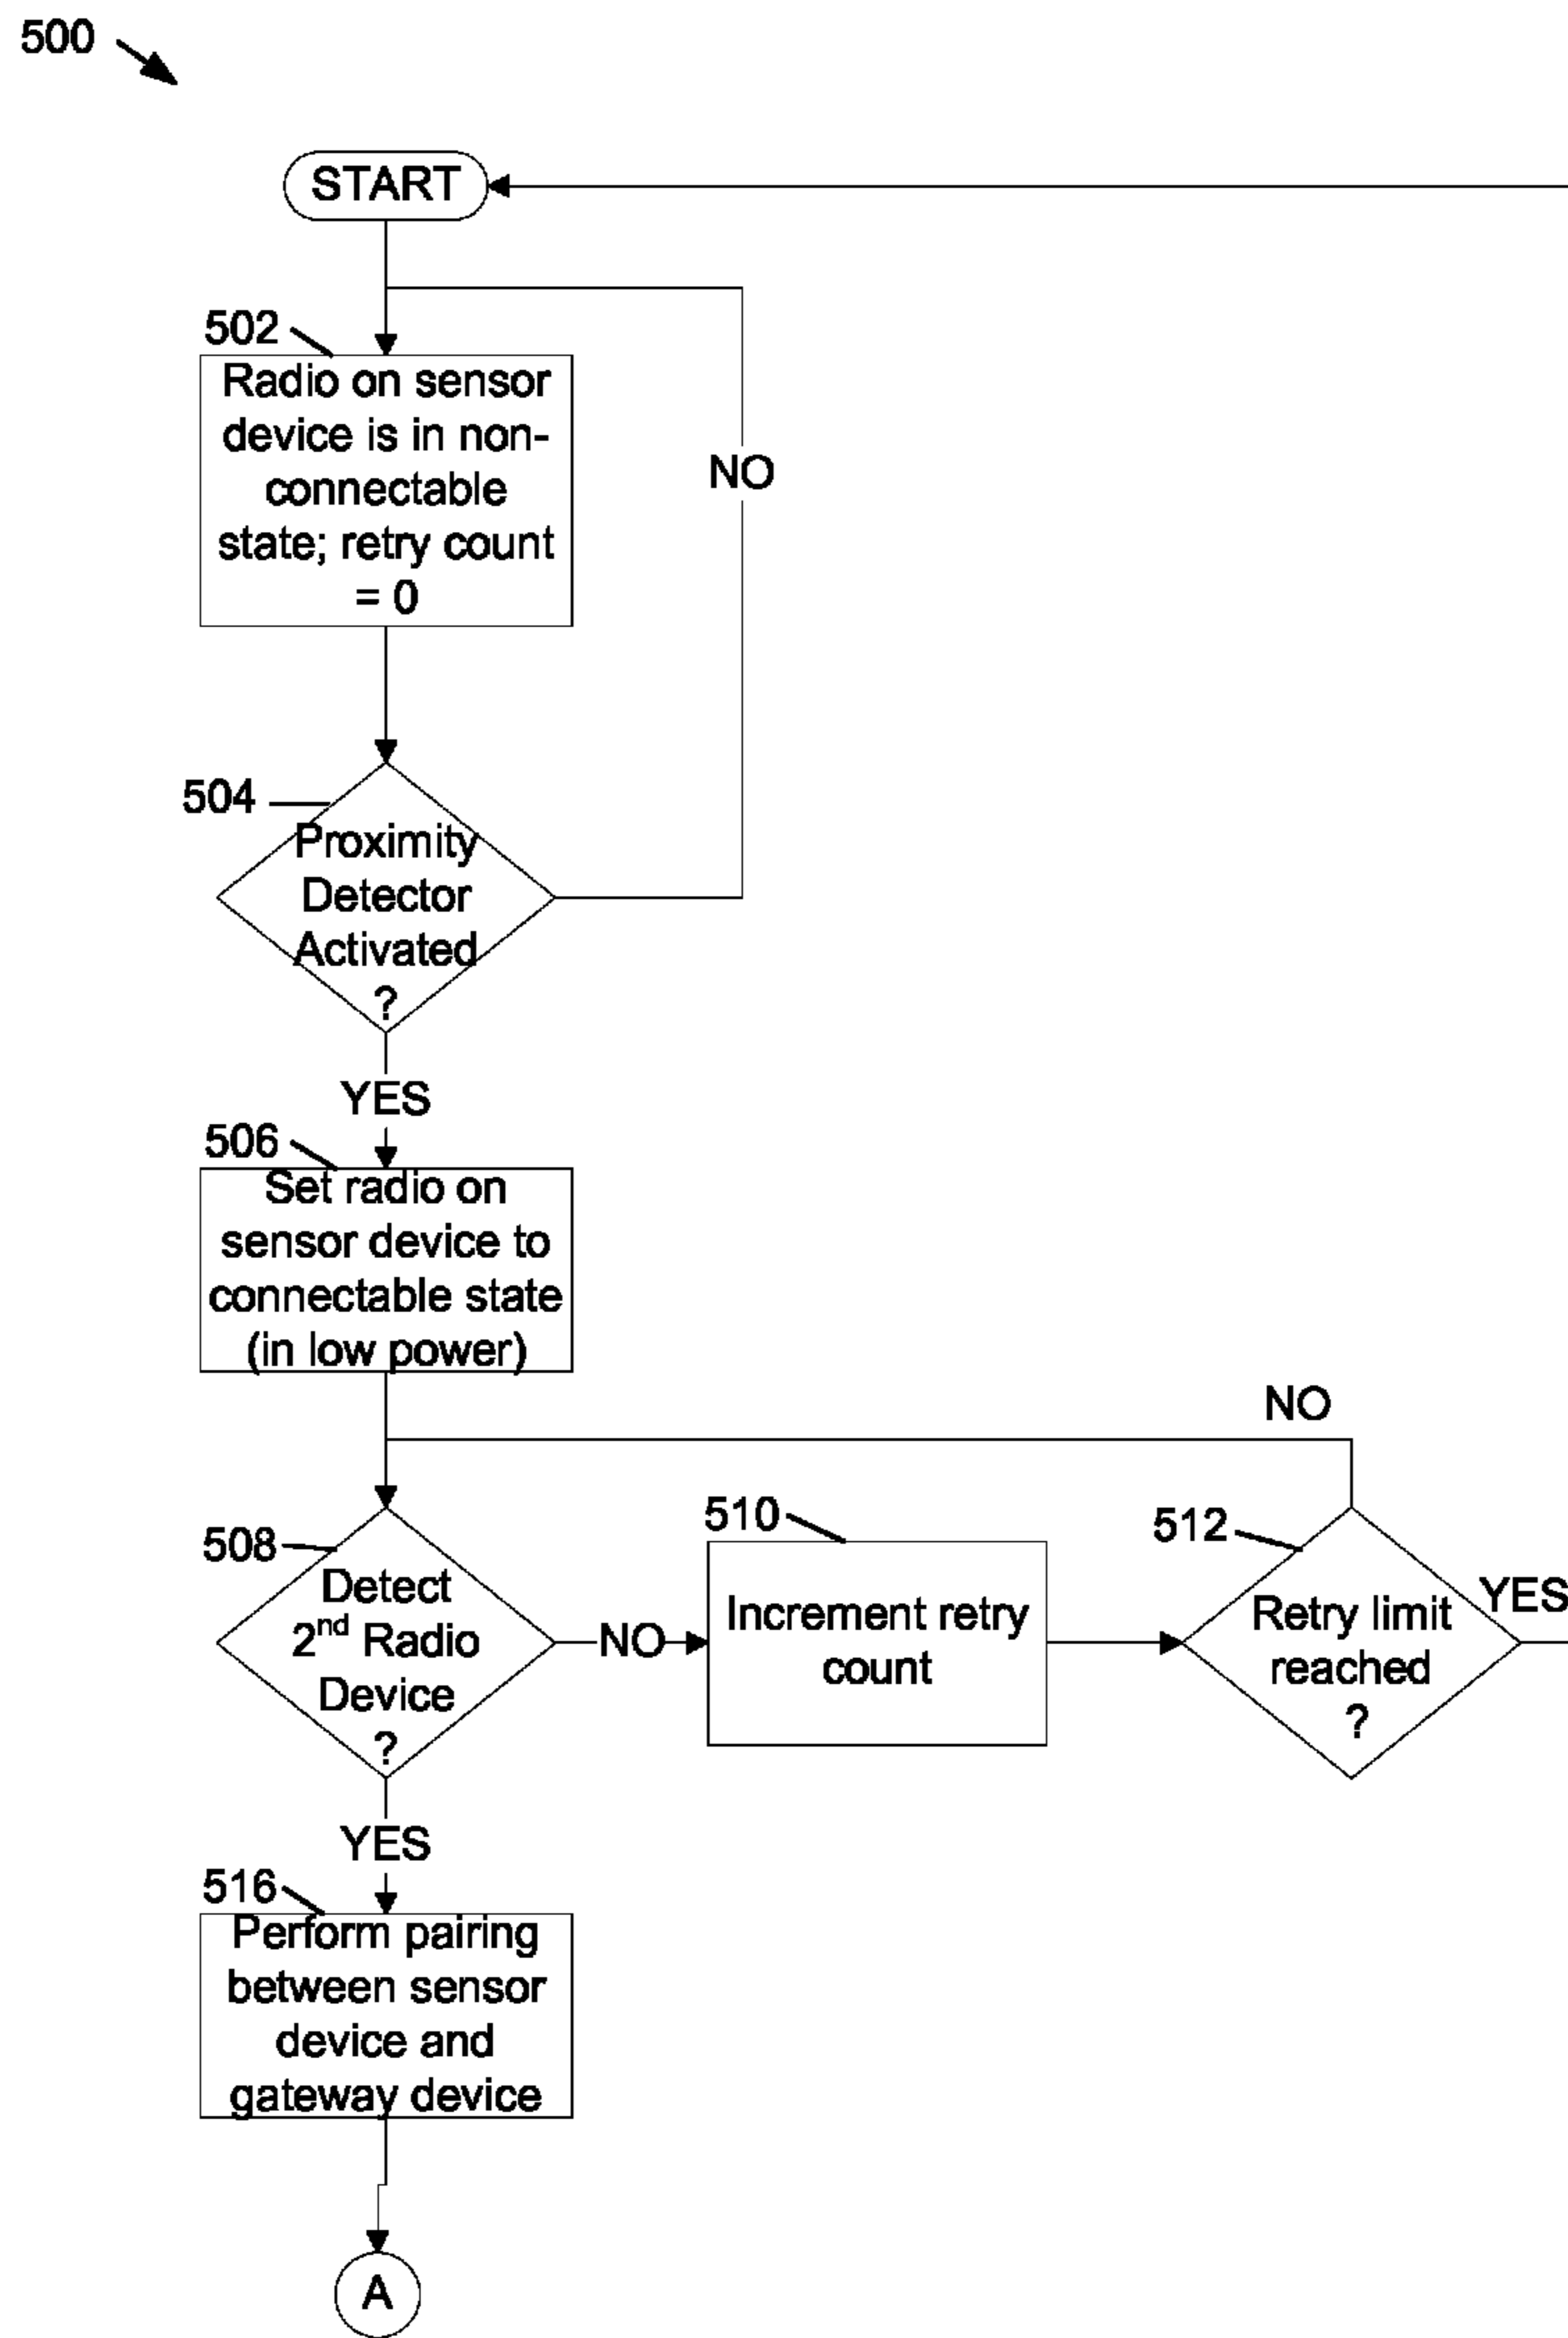 500
START
502
Radio on sensor
device is in non-
connectable
state; retry count
= 0
NO
504
Proximity
Detector
Activated
?
YES
506
Set radio on
sensor device to
connectable state
(in low power)
NO
508
Detect
2nd Radio
Device
?
NO
510
Increment retry
count
512
Retry limit
reached
?
YES
YES
516
Perform pairing
between sensor
device and
gateway device
A